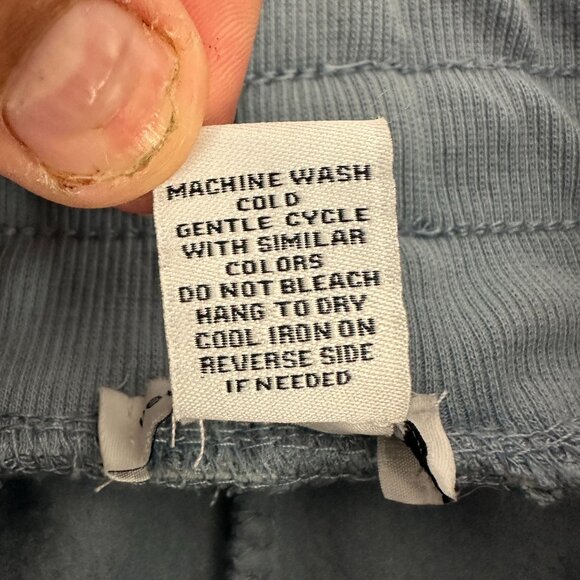 MACHINE WASH
COLD
GENTLE CYCLE
WITH SIMILAR
COLORS
DO NOT BLEACH
HANG TO DRY
COOL IRON ON
REVERSE SIDE
IF NEEDED